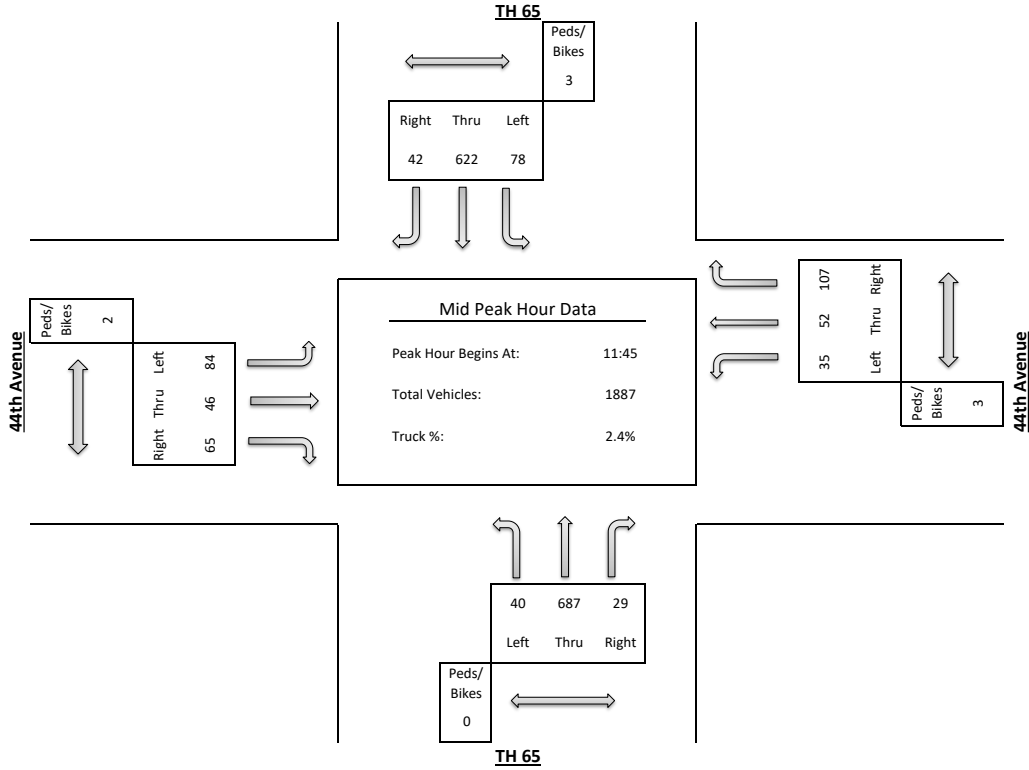 TH 65
Peds/
Bikes
3
Right Thru Left
42 622 78
44th Avenue
Peds/
Bikes
2
Left 84
Thru 46
Right 65
Mid Peak Hour Data
Peak Hour Begins At: 11:45
Total Vehicles: 1887
Truck %: 2.4%
107 Right
52 Thru
35 Left
Peds/
Bikes
3
44th Avenue
40 687 29
Left Thru Right
Peds/
Bikes
0
TH 65